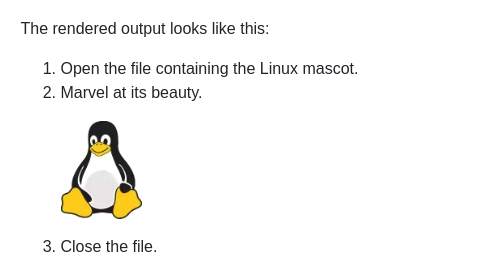 The rendered output looks like this:
1. Open the file containing the Linux mascot.
2. Marvel at its beauty.
3. Close the file.